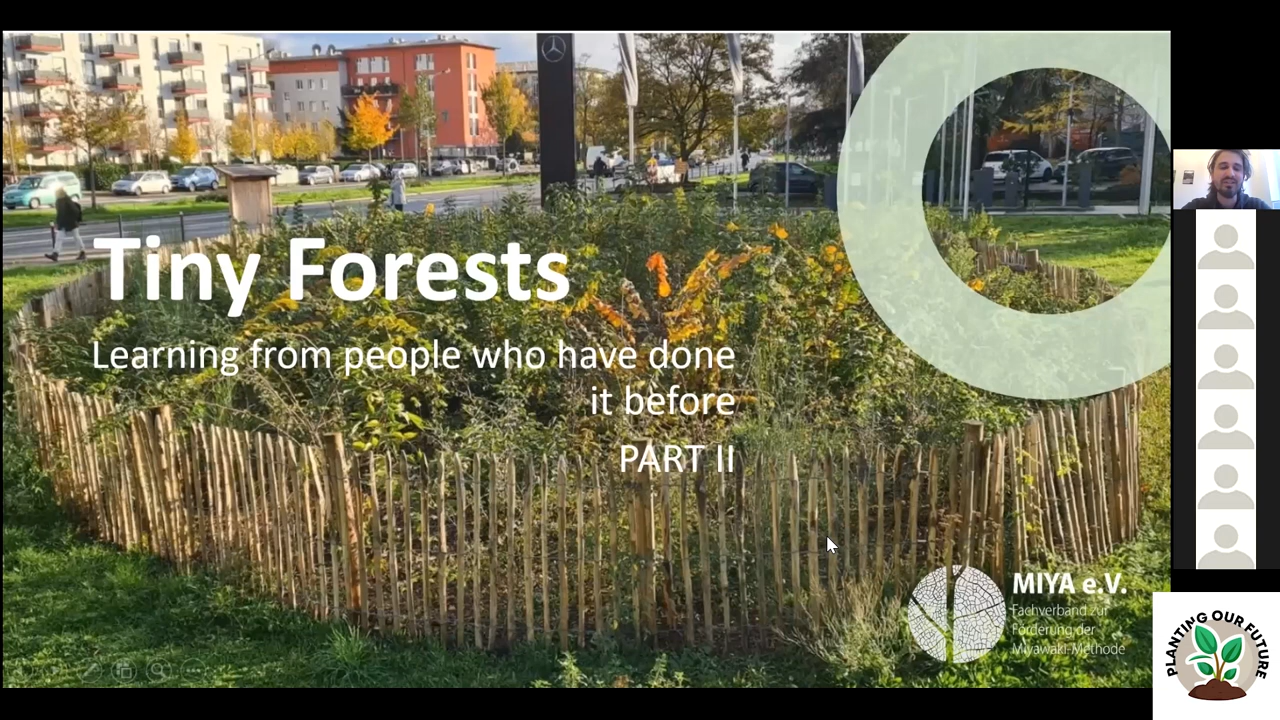 Tiny Forests
Learning from people who have done
it before
PART II
MIYA e.V.
Fachverband zur
Förderung der
Miyawaki-Methode
PLANTING OUR FUTURE